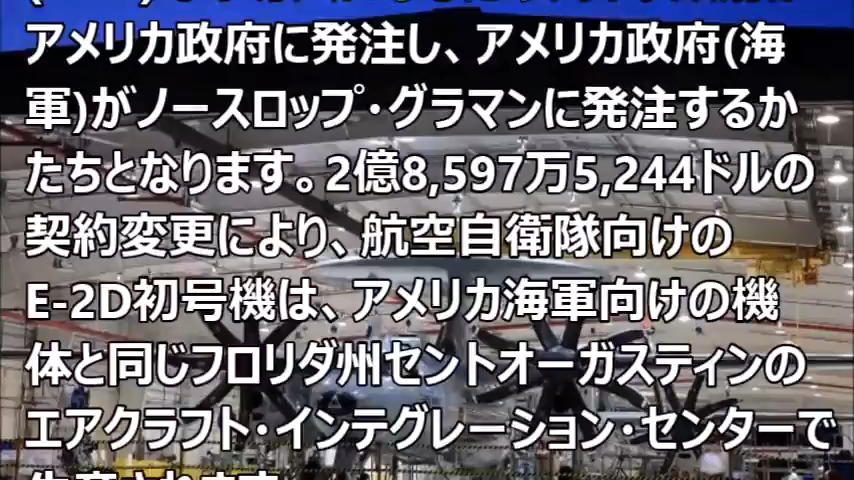 アメリカ政府に発注し、アメリカ政府(海
軍)がノースロップ・グラマンに発注するか
たちとなります。2億8,597万5,244ドルの
契約変更により、航空自衛隊向けの
E-2D初号機は、アメリカ海軍向けの機
体と同じフロリダ州セントオーガスティンの
エアクラフト・インテグレーション・センターで